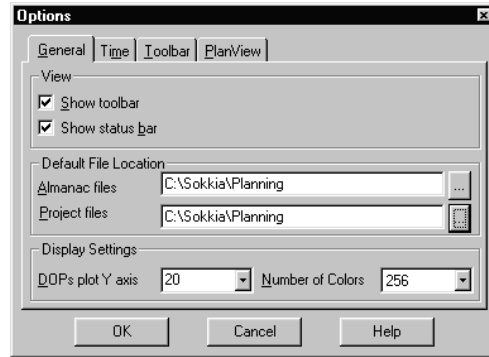 Options
General Time Toolbar PlanView
View
Show toolbar
Show status bar
Default File Location
Almanac files C:\Sokkia\Planning ...
Project files C:\Sokkia\Planning ...
Display Settings
DOPs plot Y axis 20 Number of Colors 256
OK Cancel Help